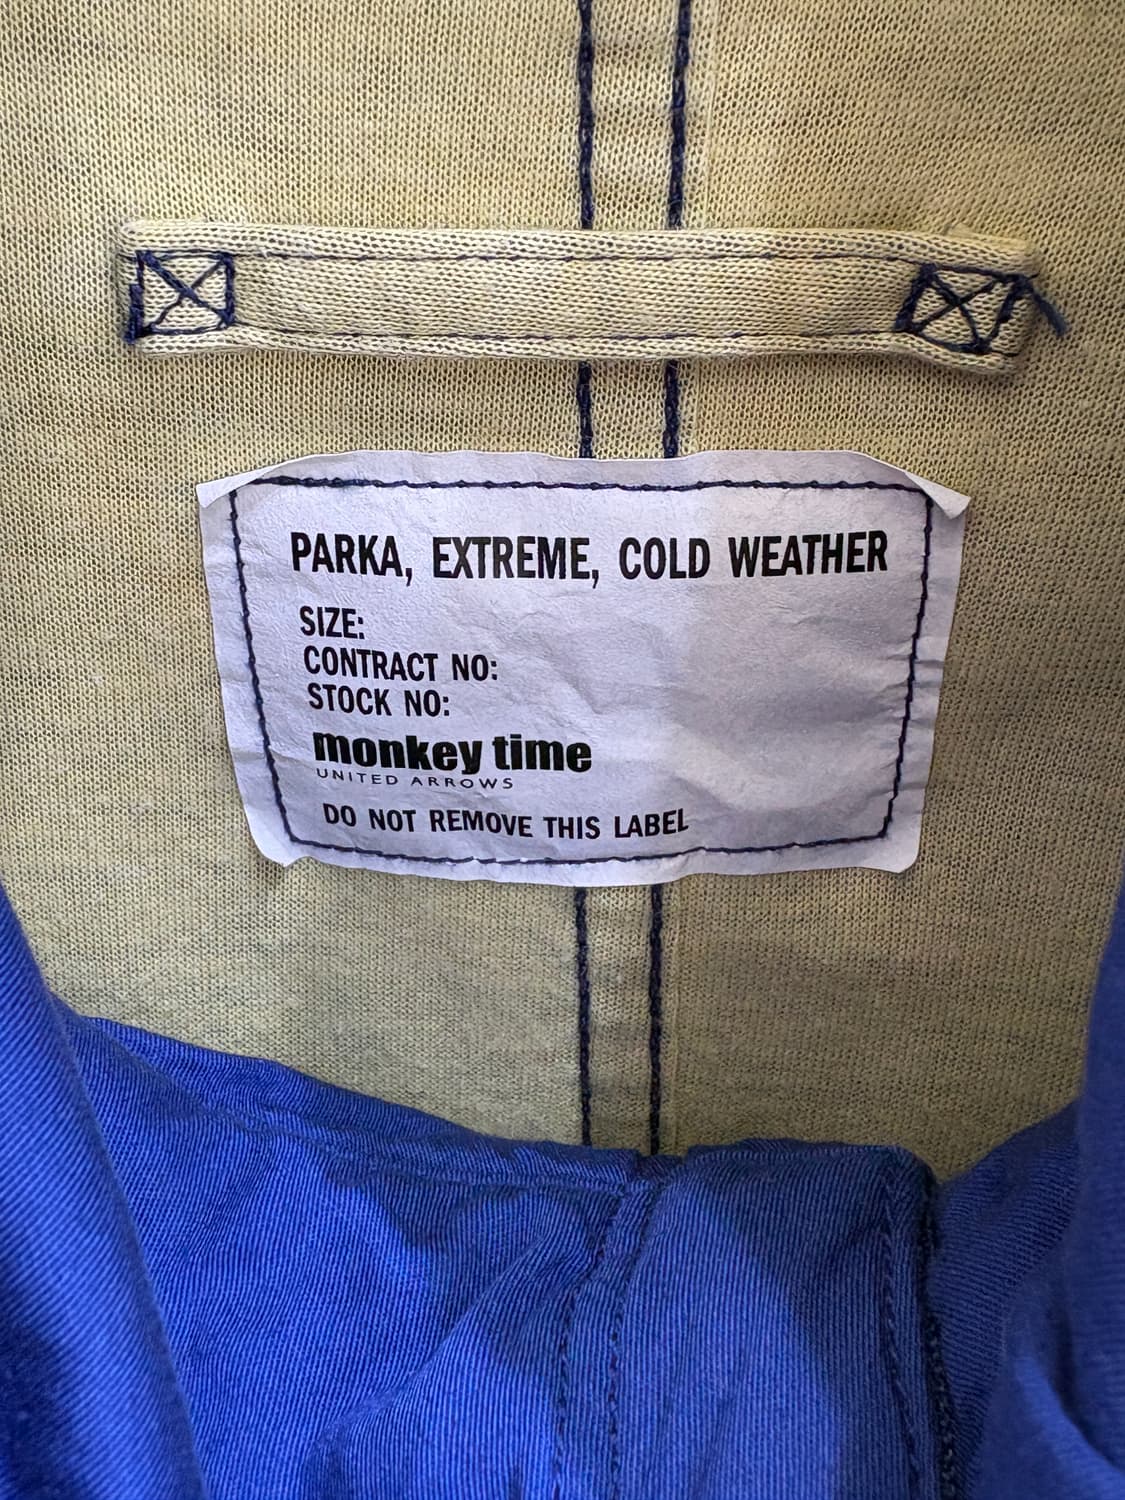 PARKA, EXTREME, COLD WEATHER
SIZE:
CONTRACT NO:
STOCK NO:
monkey time
UNITED ARROWS
DO NOT REMOVE THIS LABEL